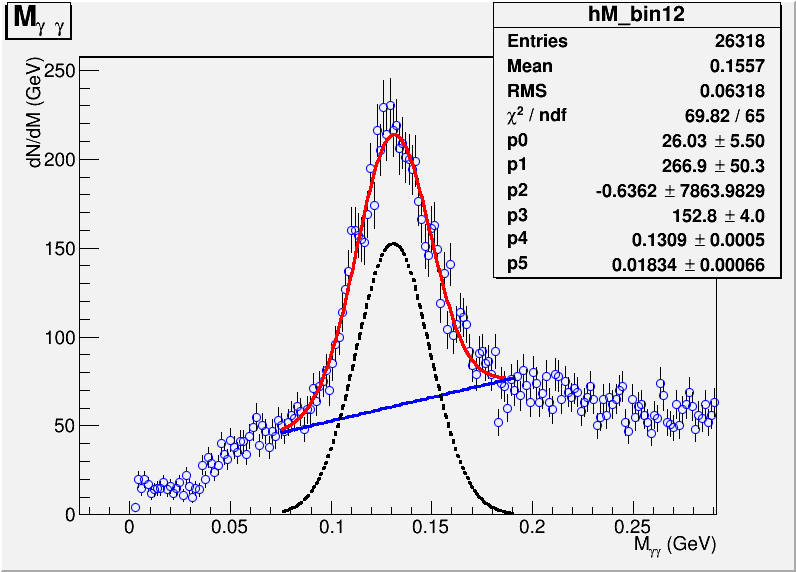 Mγ γ
hM_bin12
Entries 26318
Mean 0.1557
RMS 0.06318
χ² / ndf 69.82 / 65
p0 26.03 ± 5.50
p1 266.9 ± 50.3
p2 -0.6362 ± 7863.9829
p3 152.8 ± 4.0
p4 0.1309 ± 0.0005
p5 0.01834 ± 0.00066
dN/dM (GeV)
250
200
150
100
50
0
0 0.05 0.1 0.15 0.2 0.25
Mγγ (GeV)